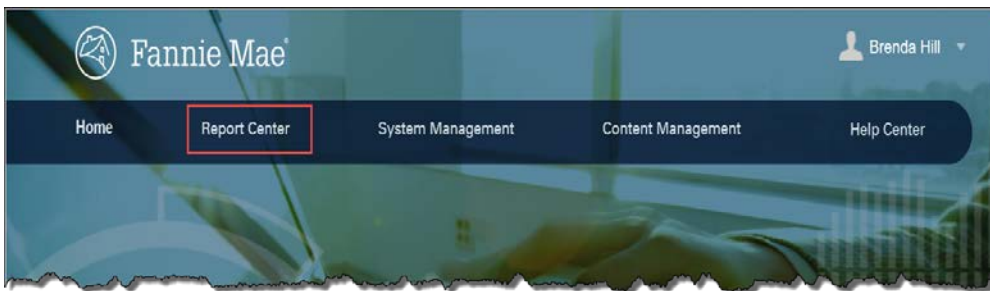 Fannie Mae®
Brenda Hill
Home Report Center System Management Content Management Help Center